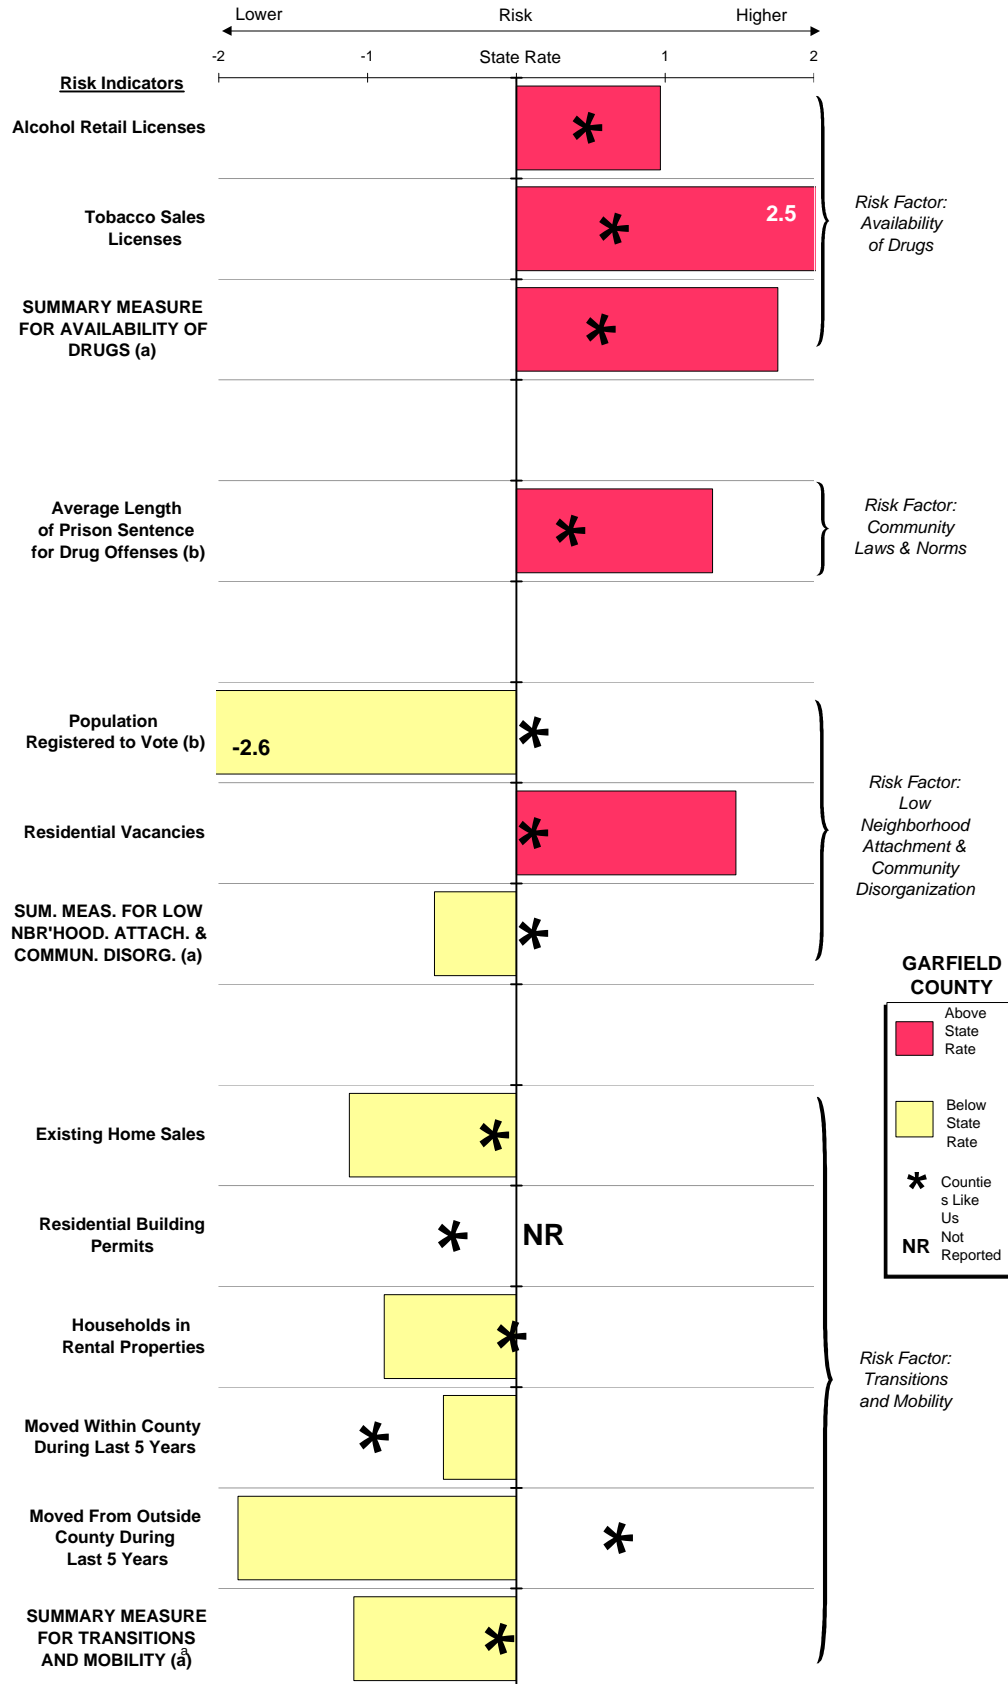 Lower Risk Higher
-2 -1 State Rate 1 2
Risk Indicators
Alcohol Retail Licenses
*
Tobacco Sales
Licenses
*
2.5
Risk Factor:
Availability
of Drugs
SUMMARY MEASURE
FOR AVAILABILITY OF
DRUGS (a)
*
Average Length
of Prison Sentence
for Drug Offenses (b)
*
Risk Factor:
Community
Laws & Norms
Population
Registered to Vote (b)
-2.6
*
Residential Vacancies
*
Risk Factor:
Low
Neighborhood
Attachment &
Community
Disorganization
SUM. MEAS. FOR LOW
NBR'HOOD. ATTACH. &
COMMUN. DISORG. (a)
*
GARFIELD
COUNTY
Above
State
Rate
Below
State
Rate
* Countie
s Like
Us
NR Not
Reported
Existing Home Sales
*
Residential Building
Permits
*
NR
Households in
Rental Properties
*
Risk Factor:
Transitions
and Mobility
Moved Within County
During Last 5 Years
*
Moved From Outside
County During
Last 5 Years
*
SUMMARY MEASURE
FOR TRANSITIONS
AND MOBILITY (a)
a
*